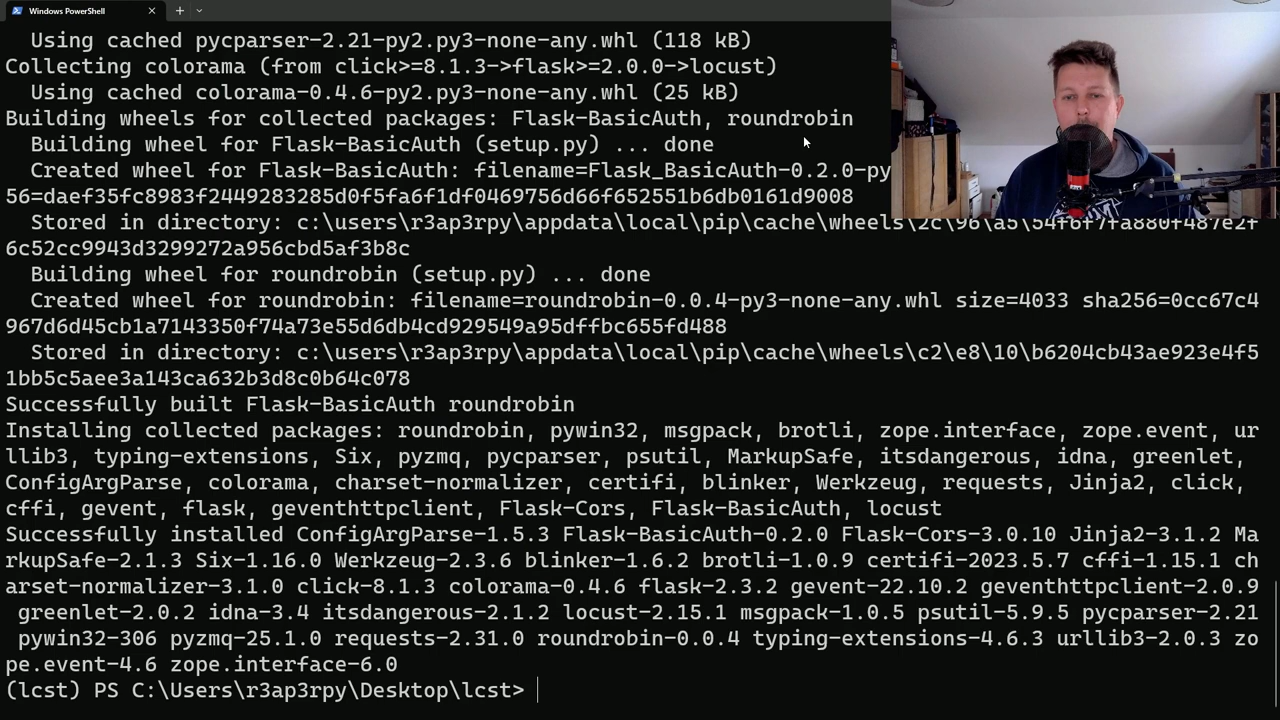 Windows PowerShell
  Using cached pycparser-2.21-py2.py3-none-any.whl (118 kB)
Collecting colorama (from click>=8.1.3->flask>=2.0.0->locust)
  Using cached colorama-0.4.6-py2.py3-none-any.whl (25 kB)
Building wheels for collected packages: Flask-BasicAuth, roundrobin
  Building wheel for Flask-BasicAuth (setup.py) ... done
  Created wheel for Flask-BasicAuth: filename=Flask_BasicAuth-0.2.0-py
56=daef35fc8983f2449283285d0f5fa6f1df0469756d66f652551b6db0161d9008
  Stored in directory: c:\users\r3ap3rpy\appdata\local\pip\cache\wheels\2c\96\a5\54f6f7fa880f487e2f
6c52cc9943d3299272a956cbd5af3b8c
  Building wheel for roundrobin (setup.py) ... done
  Created wheel for roundrobin: filename=roundrobin-0.0.4-py3-none-any.whl size=4033 sha256=0cc67c4
967d6d45cb1a7143350f74a73e55d6db4cd929549a95dffbc655fd488
  Stored in directory: c:\users\r3ap3rpy\appdata\local\pip\cache\wheels\c2\e8\10\b6204cb43ae923e4f5
1bb5c5aee3a143ca632b3d8c0b64c078
Successfully built Flask-BasicAuth roundrobin
Installing collected packages: roundrobin, pywin32, msgpack, brotli, zope.interface, zope.event, ur
llib3, typing-extensions, Six, pyzmq, pycparser, psutil, MarkupSafe, itsdangerous, idna, greenlet,
ConfigArgParse, colorama, charset-normalizer, certifi, blinker, Werkzeug, requests, Jinja2, click,
cffi, gevent, flask, geventhttpclient, Flask-Cors, Flask-BasicAuth, locust
Successfully installed ConfigArgParse-1.5.3 Flask-BasicAuth-0.2.0 Flask-Cors-3.0.10 Jinja2-3.1.2 Ma
rkupSafe-2.1.3 Six-1.16.0 Werkzeug-2.3.6 blinker-1.6.2 brotli-1.0.9 certifi-2023.5.7 cffi-1.15.1 ch
arset-normalizer-3.1.0 click-8.1.3 colorama-0.4.6 flask-2.3.2 gevent-22.10.2 geventhttpclient-2.0.9
 greenlet-2.0.2 idna-3.4 itsdangerous-2.1.2 locust-2.15.1 msgpack-1.0.5 psutil-5.9.5 pycparser-2.21
 pywin32-306 pyzmq-25.1.0 requests-2.31.0 roundrobin-0.0.4 typing-extensions-4.6.3 urllib3-2.0.3 zo
pe.event-4.6 zope.interface-6.0
(lcst) PS C:\Users\r3ap3rpy\Desktop\lcst>